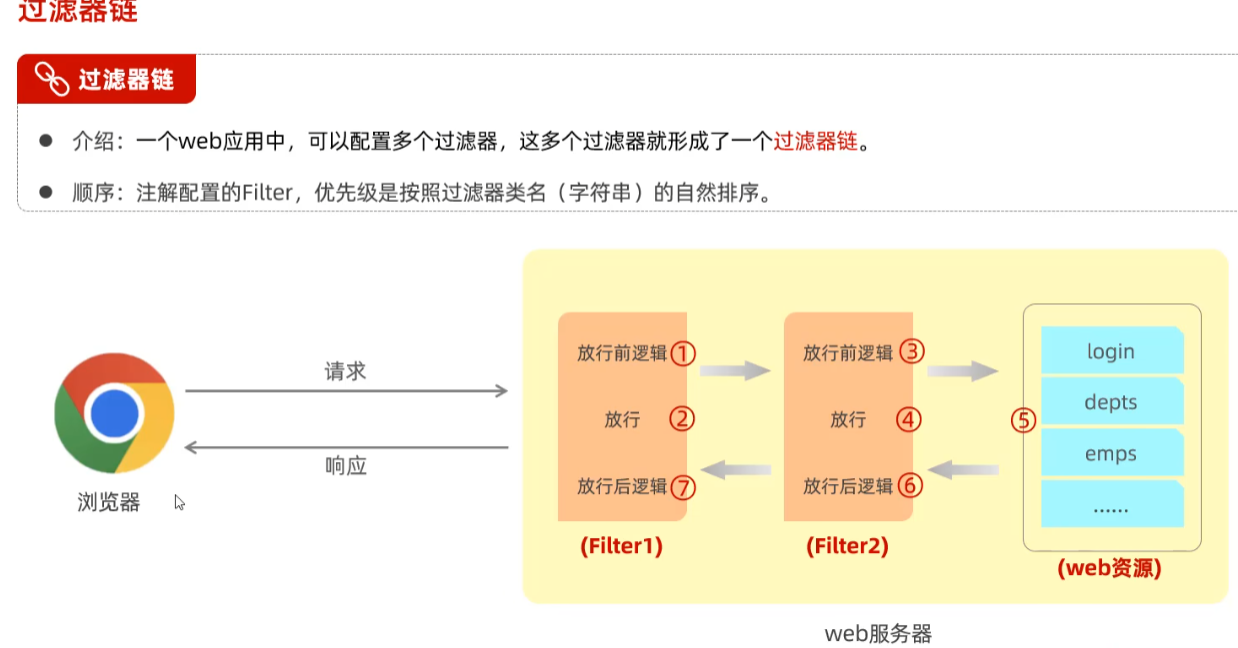 过滤器链
过滤器链
● 介绍：一个web应用中，可以配置多个过滤器，这多个过滤器就形成了一个过滤器链。
● 顺序：注解配置的Filter，优先级是按照过滤器类名（字符串）的自然排序。
请求
响应
浏览器
放行前逻辑①
放行 ②
放行后逻辑⑦
(Filter1)
放行前逻辑③
放行 ④
放行后逻辑⑥
(Filter2)
⑤
login
depts
emps
......
(web资源)
web服务器